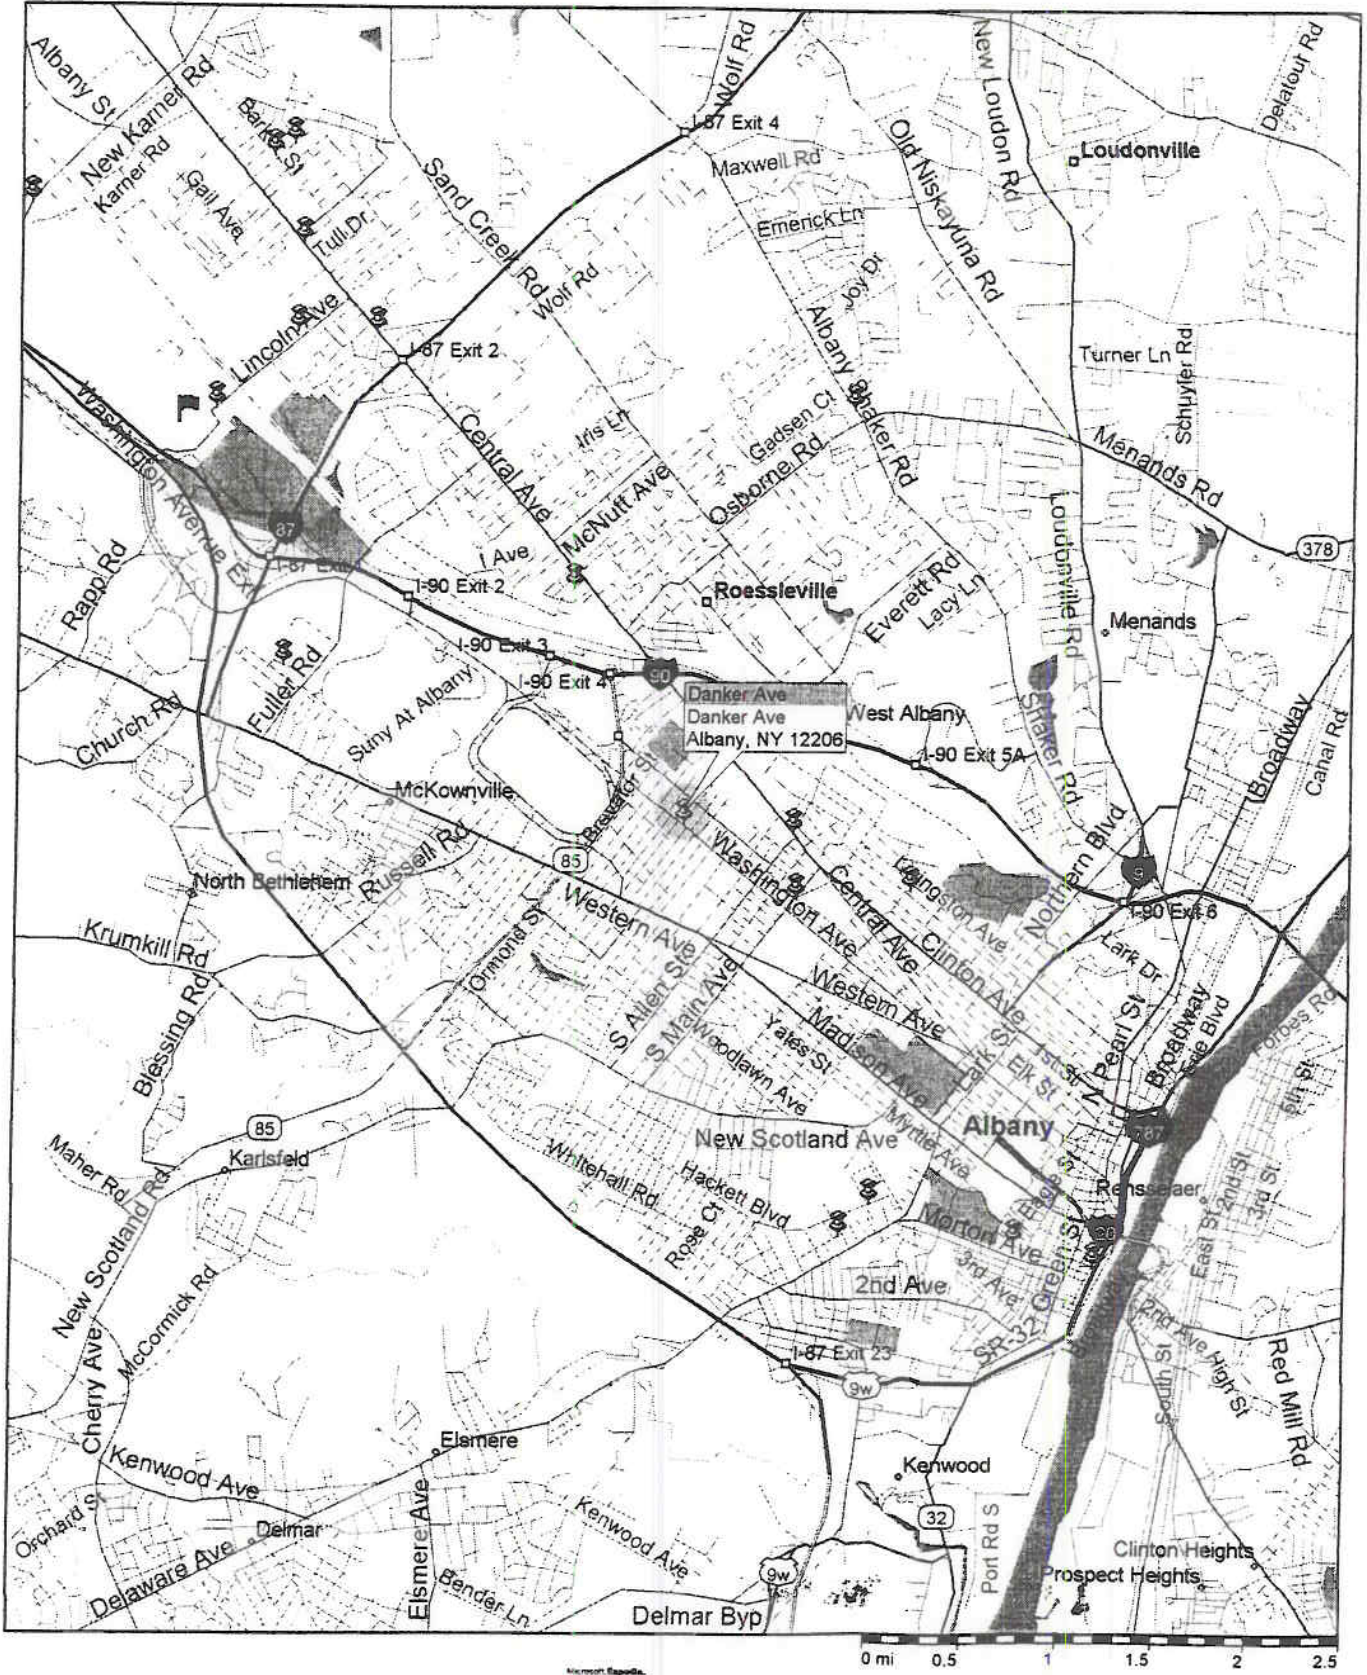 Albany St
New Karner Rd
Karner Rd
Gail Ave
Tull Dr
Sand Creek Rd
Wolf Rd
Wolf Rd
I-87 Exit 4
Maxwell Rd
Emerick Ln
Joy Dr
Old Niskayuna Rd
New Loudon Rd
Loudonville
Delatour Rd
Lincoln Ave
I-87 Exit 2
Albany Shaker Rd
Turner Ln
Schuyler Rd
Washington Avenue Ext
Central Ave
Iris Ln
Gadsen Ct
Osborne Rd
McNutt Ave
Menands Rd
378
87
I Ave
I-90 Exit 2
Rapp Rd
Loudonville Rd
Roessleville
Everett Rd
Lacy Ln
Menands
I-90 Exit 3
I-90 Exit 4
90
Fuller Rd
Suny At Albany
Church Rd
Danker Ave
Danker Ave
Albany, NY 12206
West Albany
I-90 Exit 5A
Shaker Rd
Broadway
Canal Rd
McKownville
Brevator St
Russell Rd
85
Washington Ave
Central Ave
Livingston Ave
Northern Blvd
9
I-90 Exit 6
North Bethlehem
Krumkill Rd
Blessing Rd
Ormond St
Western Ave
S Allen St
S Main Ave
Clinton Ave
Lark Dr
Western Ave
Madison Ave
Yates St
Woodlawn Ave
Lark St
Elk St
1st St
N Pearl St
Broadway
Erie Blvd
Forbes Rd
5th St
85
Karlsfeld
Maher Rd
New Scotland Rd
Whitehall Rd
New Scotland Ave
Myrtle Ave
Albany
787
Hackett Blvd
Rose Ct
Rensselaer
Eagle St
2nd St
3rd St
East St
Morton Ave
20
3rd Ave
2nd Ave
SR-32
Green St
Broadway
McCormick Rd
Cherry Ave
I-87 Exit 23
9w
2nd Ave
South St
High St
Red Mill Rd
Kenwood Ave
Elsmere
Kenwood
Orchard S
Delmar
Delaware Ave
Elsmere Ave
Kenwood Ave
Bender Ln
32
Port Rd S
9w
Clinton Heights
Prospect Heights
Delmar Byp
0 mi 0.5 1 1.5 2 2.5